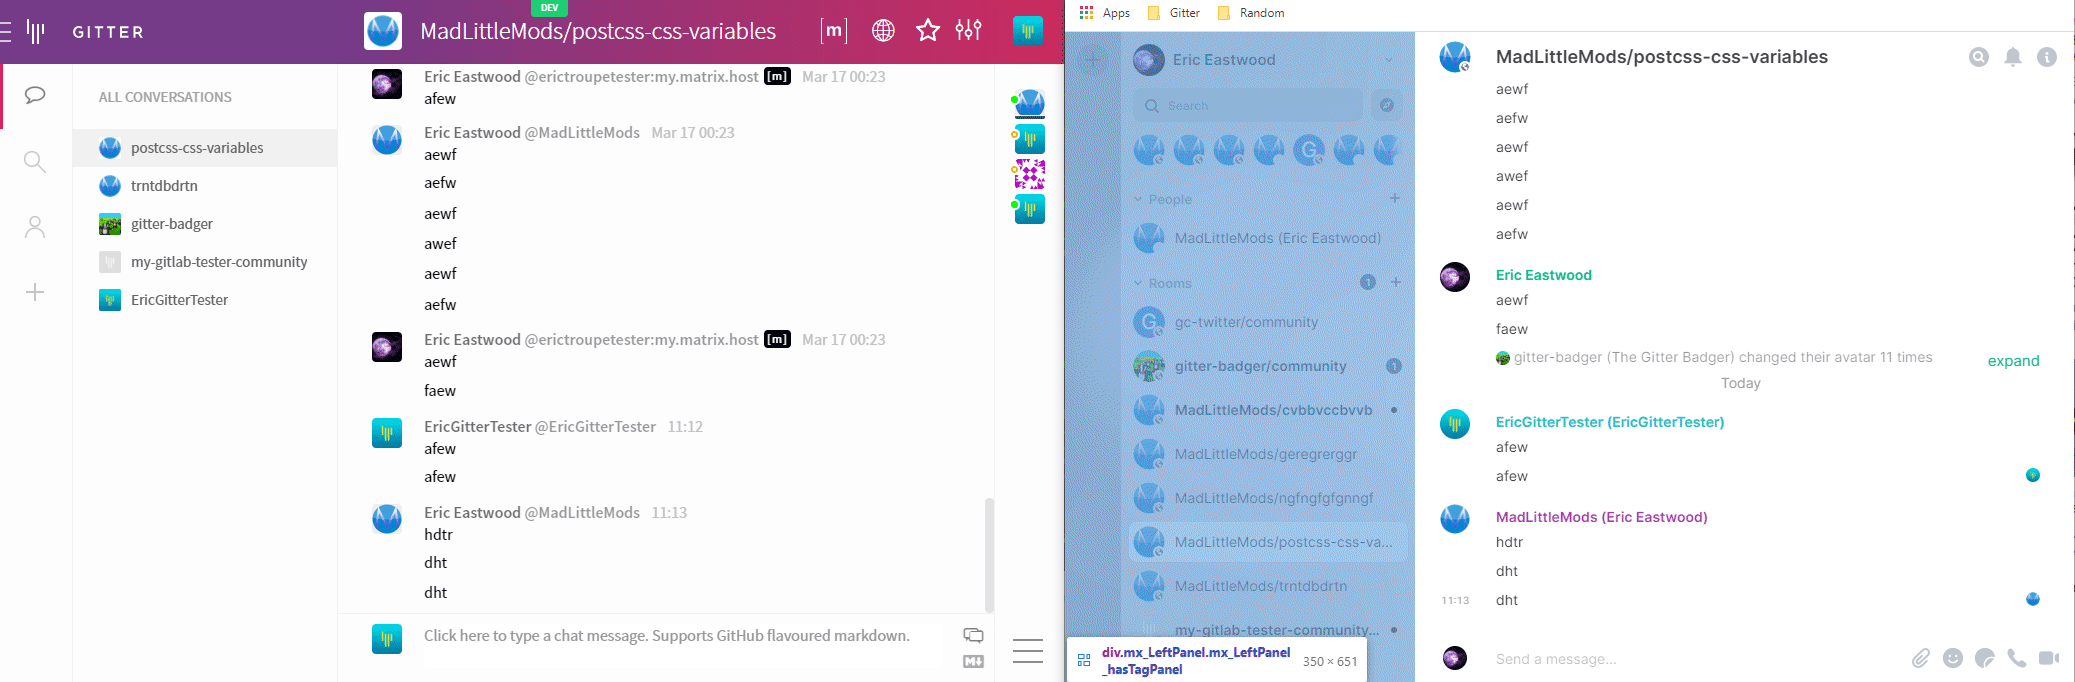 DEV
GITTER
MadLittleMods/postcss-css-variables
[m]
ALL CONVERSATIONS
postcss-css-variables
trntdbdrtn
gitter-badger
my-gitlab-tester-community
EricGitterTester
Eric Eastwood @erictroupetester:my.matrix.host [m] Mar 17 00:23
afew
Eric Eastwood @MadLittleMods Mar 17 00:23
aewf
aefw
aewf
awef
aewf
aefw
Eric Eastwood @erictroupetester:my.matrix.host [m] Mar 17 00:23
aewf
faew
EricGitterTester @EricGitterTester 11:12
afew
afew
Eric Eastwood @MadLittleMods 11:13
hdtr
dht
dht
Click here to type a chat message. Supports GitHub flavoured markdown.
M
Apps
Gitter
Random
Eric Eastwood
Search
G
People
MadLittleMods (Eric Eastwood)
Rooms
1
G
gc-twitter/community
gitter-badger/community
1
MadLittleMods/cvbbvccbvvb
MadLittleMods/geregrerggr
MadLittleMods/ngfngfgfgnngf
MadLittleMods/postcss-css-va...
MadLittleMods/trntdbdrtn
my-gitlab-tester-community...
div.mx_LeftPanel.mx_LeftPanel
_hasTagPanel
350 × 651
MadLittleMods/postcss-css-variables
aewf
aefw
aewf
awef
aewf
aefw
Eric Eastwood
aewf
faew
gitter-badger (The Gitter Badger) changed their avatar 11 times
expand
Today
EricGitterTester (EricGitterTester)
afew
afew
MadLittleMods (Eric Eastwood)
hdtr
dht
11:13
dht
Send a message...